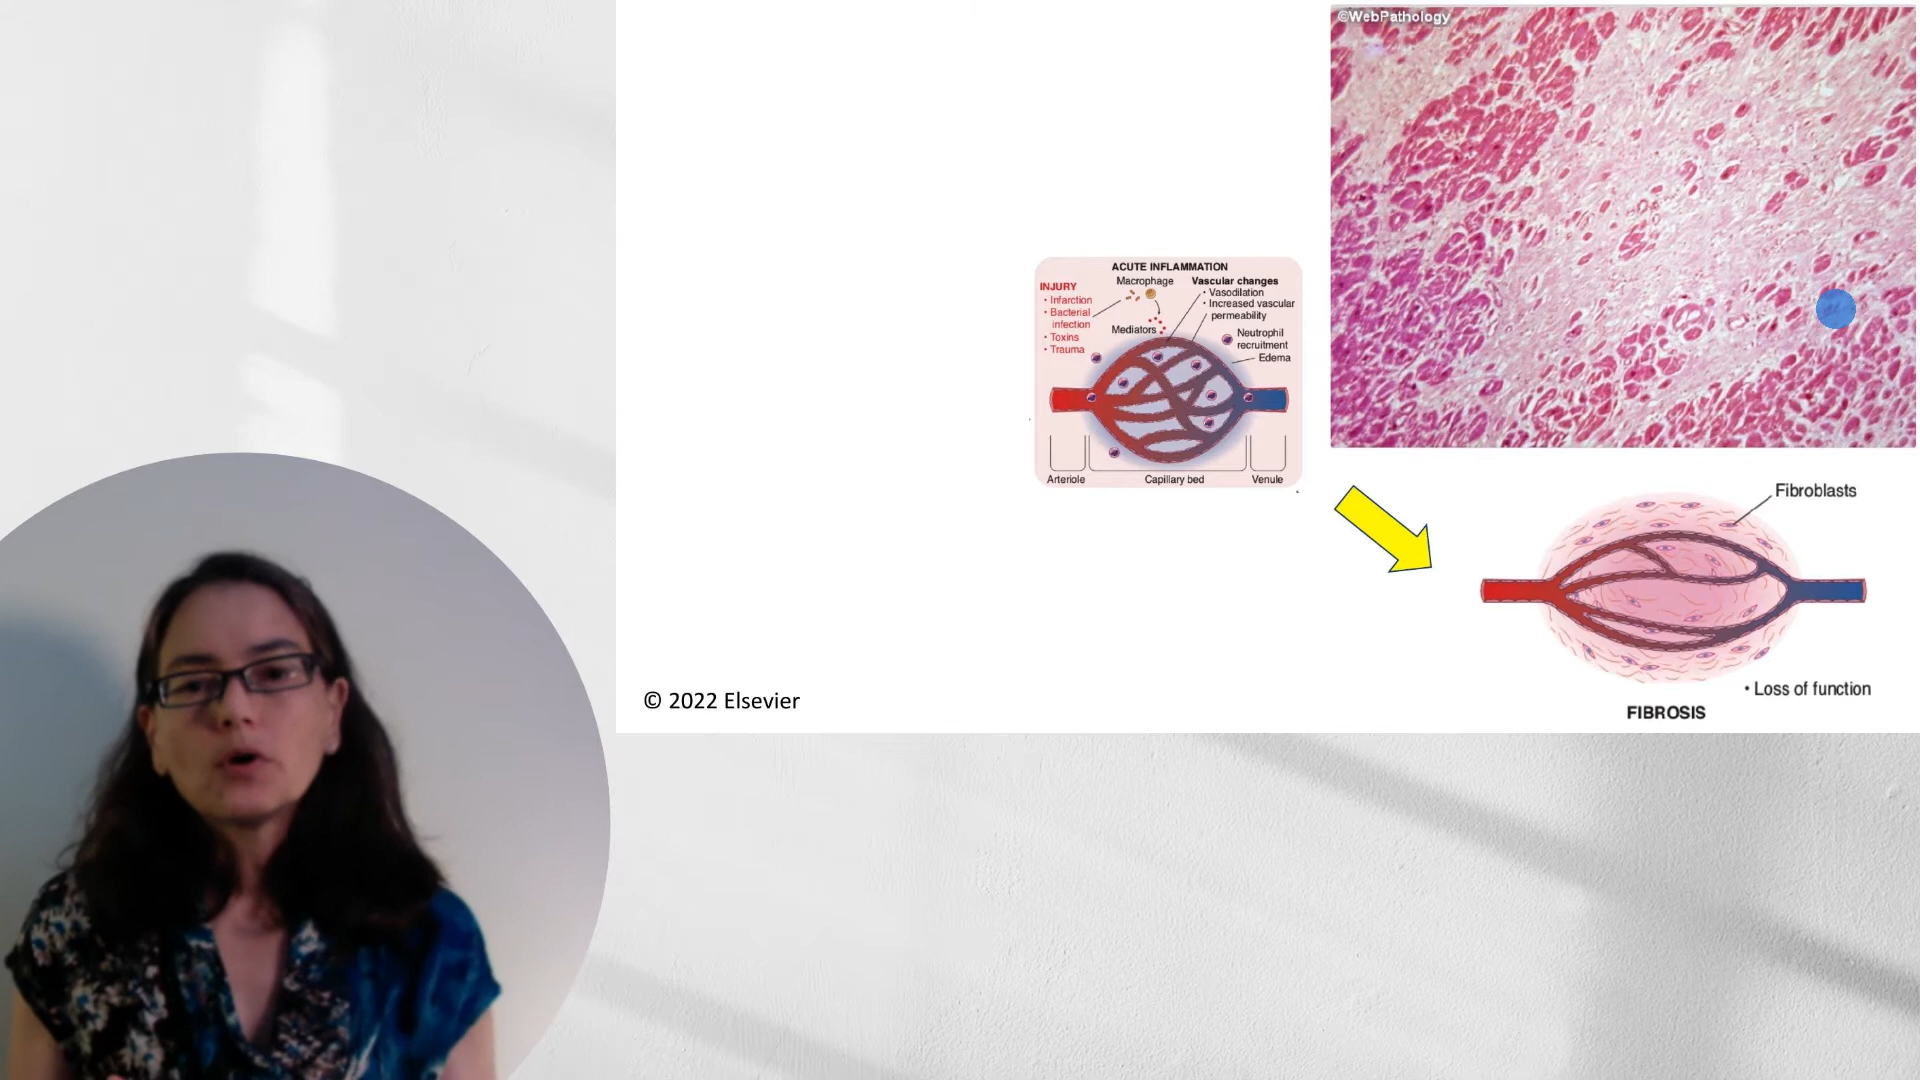 ©WebPathology
ACUTE INFLAMMATION
INJURY
• Infarction
• Bacterial
infection
• Toxins
• Trauma
Macrophage
Mediators
Vascular changes
• Vasodilation
• Increased vascular
permeability
Neutrophil
recruitment
Edema
Arteriole
Capillary bed
Venule
Fibroblasts
• Loss of function
FIBROSIS
© 2022 Elsevier